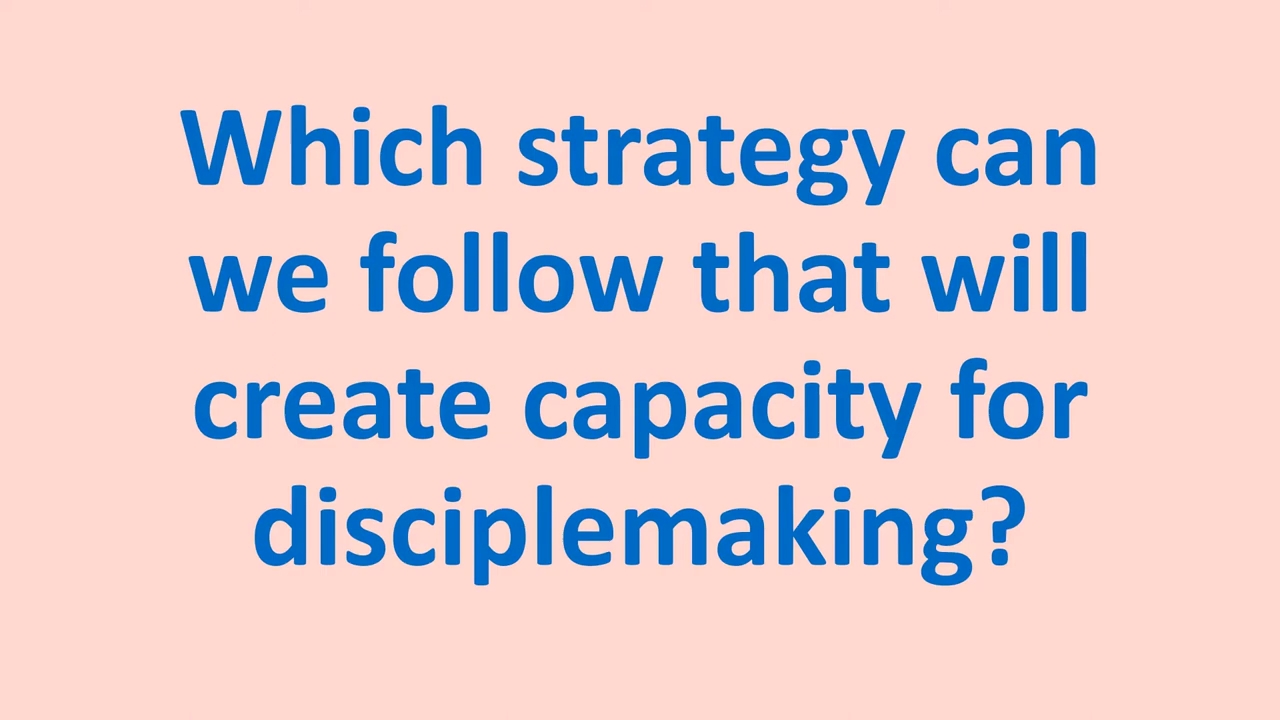 Which strategy can
we follow that will
create capacity for
disciplemaking?